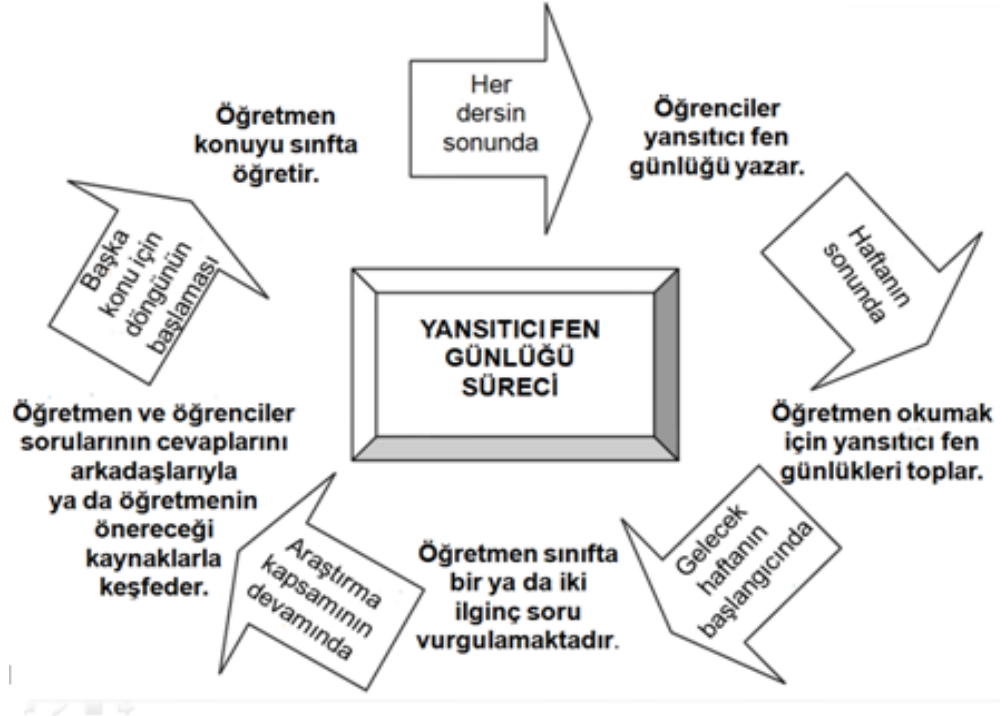 Öğretmen
konuyu sınfta
öğretir.
Her
dersin
sonunda
Öğrenciler
yansıtıcı fen
günlüğü yazar.
Haftanın
sonunda
Öğretmen okumak
için yansıtıcı fen
günlükleri toplar.
Gelecek
haftanın
başlangıcında
Öğretmen sınıfta
bir ya da iki
ilginç soru
vurgulamaktadır.
Araştırma
kapsamının
devamında
Öğretmen ve öğrenciler
sorularının cevaplarını
arkadaşlarıyla
ya da öğretmenin
önereceği
kaynaklarla
keşfeder.
Başka
konu için
döngünün
başlaması
YANSITICI FEN
GÜNLÜĞÜ
SÜRECİ